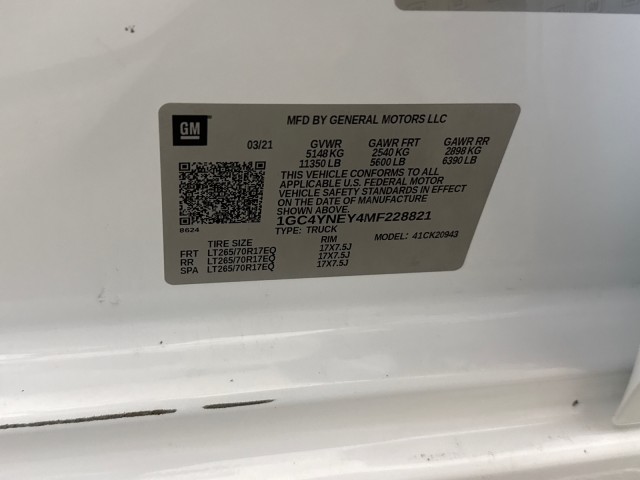 GM
MFD BY GENERAL MOTORS LLC
03/21 GVWR GAWR FRT GAWR RR
5148 KG 2540 KG 2898 KG
11350 LB 5600 LB 6390 LB
THIS VEHICLE CONFORMS TO ALL
APPLICABLE U.S. FEDERAL MOTOR
VEHICLE SAFETY STANDARDS IN EFFECT
ON THE DATE OF MANUFACTURE
SHOWN ABOVE.
8624
1GC4YNEY4MF228821
TYPE: TRUCK MODEL: 41CK20943
TIRE SIZE RIM
FRT LT265/70R17EQ 17X7.5J
RR LT265/70R17EQ 17X7.5J
SPA LT265/70R17EQ 17X7.5J